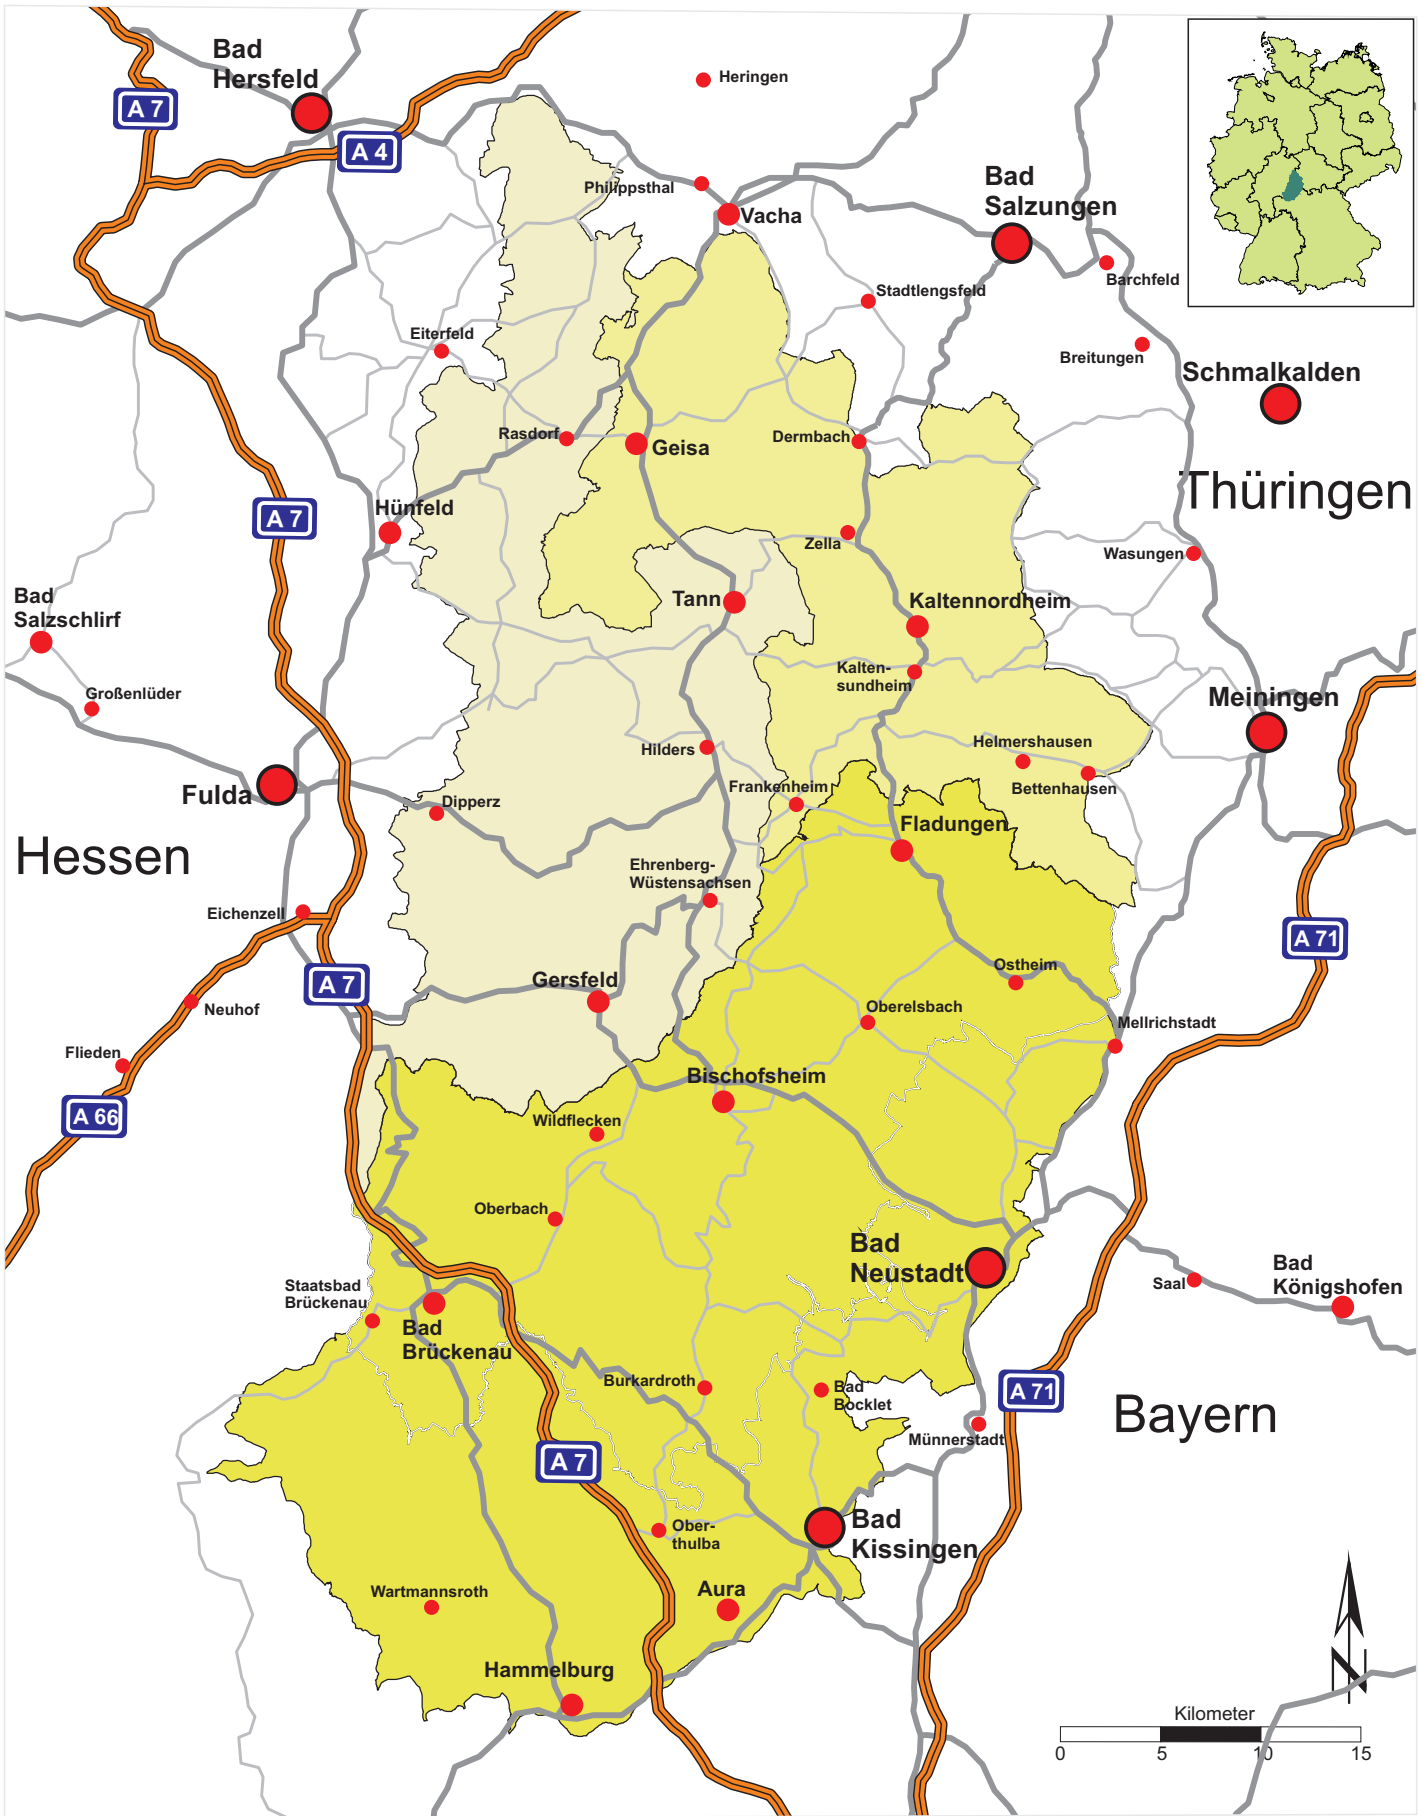 Bad
Hersfeld
A 7
A 4
Heringen
Philippsthal
Vacha
Bad
Salzungen
Barchfeld
Stadtlengsfeld
Eiterfeld
Breitungen
Schmalkalden
Rasdorf
Geisa
Dermbach
Thüringen
Hünfeld
A 7
Zella
Wasungen
Bad
Salzschlirf
Tann
Kaltennordheim
Kalten-
sundheim
Großenlüder
Meiningen
Hilders
Helmershausen
Bettenhausen
Fulda
Dipperz
Frankenheim
Fladungen
Hessen
Ehrenberg-
Wüstensachsen
Eichenzell
A 71
A 7
Gersfeld
Ostheim
Neuhof
Oberelsbach
Mellrichstadt
Flieden
Bischofsheim
A 66
Wildflecken
Oberbach
Bad
Neustadt
Saal
Bad
Königshofen
Staatsbad
Brückenau
Bad
Brückenau
Burkardroth
Bad
Bocklet
A 71
Bayern
Münnerstadt
A 7
Ober-
thulba
Bad
Kissingen
Wartmannsroth
Aura
Hammelburg
N
Kilometer
0 5 10 15